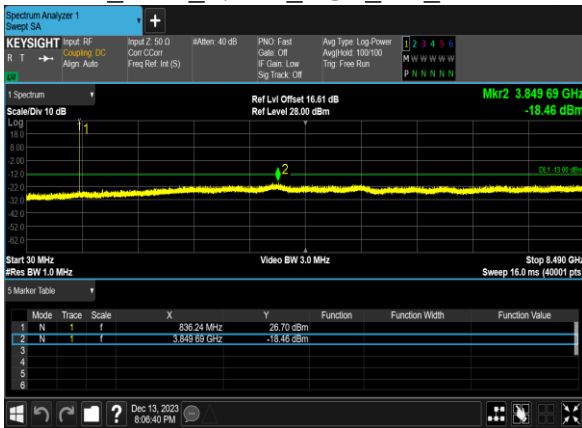 Spectrum Analyzer 1
Swept SA
+
KEYSIGHT Input: RF Input Z: 50 Ω #Atten: 40 dB PNO: Fast Avg Type: Log-Power 1 2 3 4 5 6
R T Coupling: DC Corr CCorr Gate: Off Avg|Hold: 100/100 M W W W W W
Align: Auto Freq Ref: Int (S) IF Gain: Low Trig: Free Run
LV Sig Track: Off P N N N N N
1 Spectrum Ref Lvl Offset 16.61 dB Mkr2 3.849 69 GHz
Scale/Div 10 dB Ref Level 28.00 dBm -18.46 dBm
Log
18.0
1
8.00
-2.00
-12.0
2
DL1 -13.00 dBm
-22.0
-32.0
-42.0
-52.0
-62.0
Start 30 MHz Video BW 3.0 MHz Stop 8.490 GHz
#Res BW 1.0 MHz Sweep 16.0 ms (40001 pts
5 Marker Table
Mode Trace Scale X Y Function Function Width Function Value
1 N 1 f 836.24 MHz 26.70 dBm
2 N 1 f 3.849 69 GHz -18.46 dBm
3
4
5
6
? Dec 13, 2023
8:06:40 PM